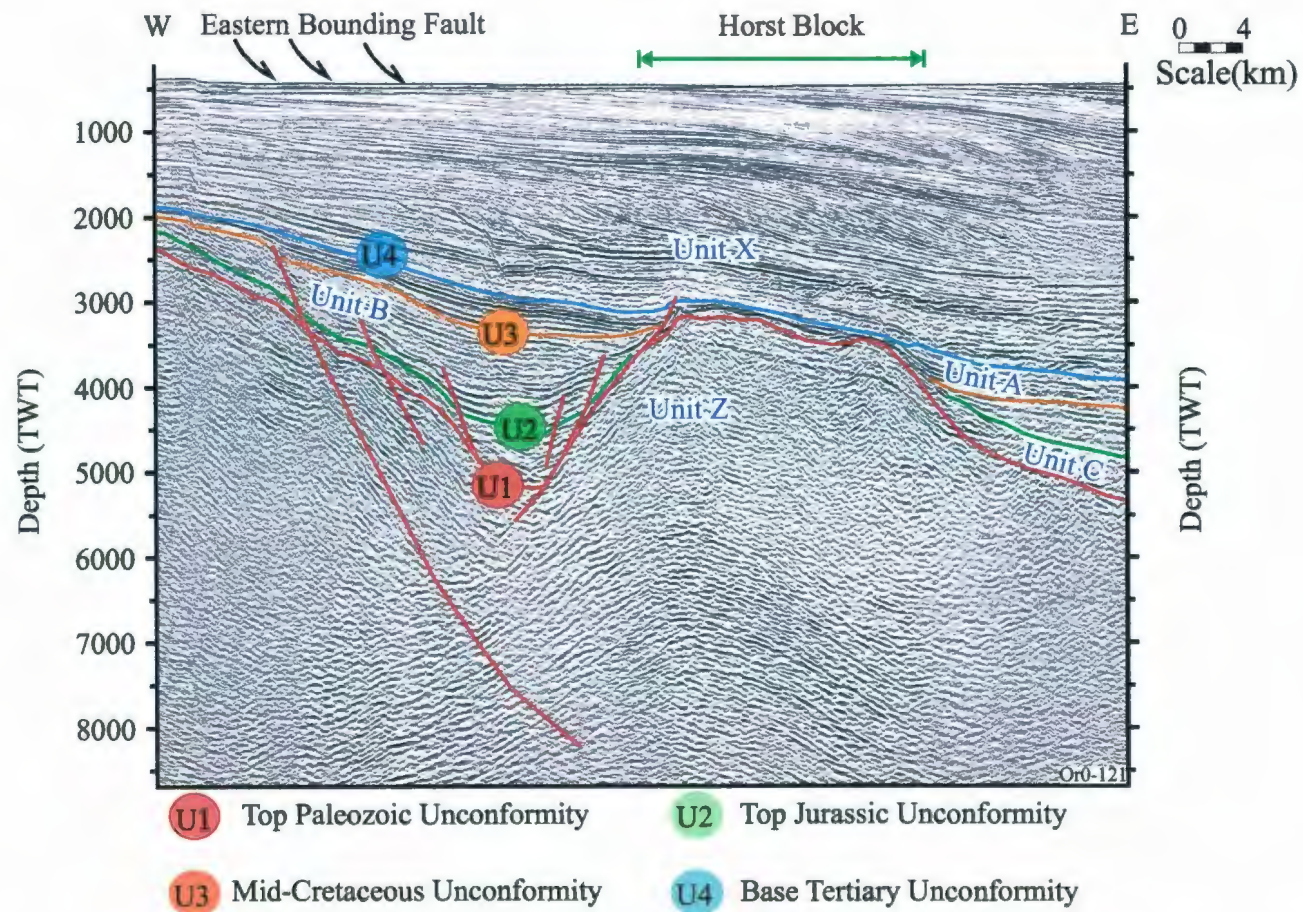 W Eastern Bounding Fault Horst Block E 0 4
Scale(km)
1000
2000
3000
4000
5000
6000
7000
8000
Depth (TWT)
Depth (TWT)
Unit-X
U4
Unit-B
U3
Unit-A
Unit-Z
U2
Unit C
U1
Or0-121
U1 Top Paleozoic Unconformity U2 Top Jurassic Unconformity
U3 Mid-Cretaceous Unconformity U4 Base Tertiary Unconformity